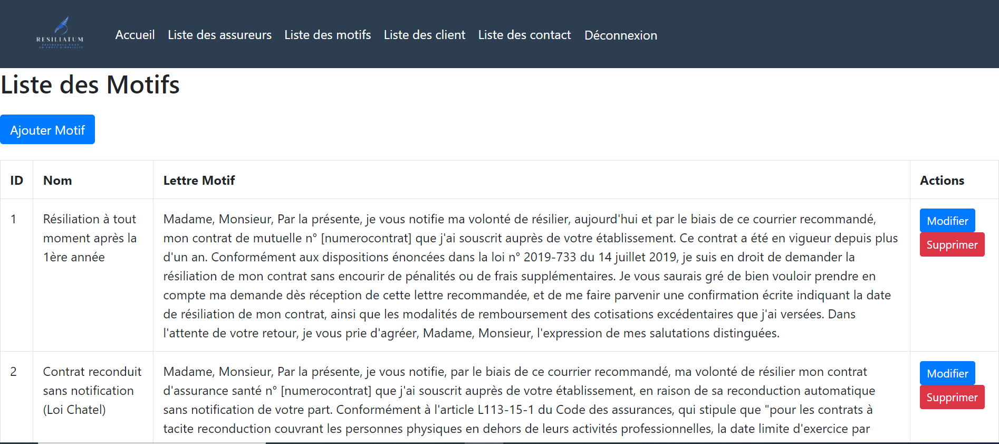 RESILIATUM
Accueil Liste des assureurs Liste des motifs Liste des client Liste des contact Déconnexion
Liste des Motifs
Ajouter Motif
ID Nom Lettre Motif Actions
1
Résiliation à tout
moment après la
1ère année
Madame, Monsieur, Par la présente, je vous notifie ma volonté de résilier, aujourd'hui et par le biais de ce courrier recommandé,
mon contrat de mutuelle n° [numerocontrat] que j'ai souscrit auprès de votre établissement. Ce contrat a été en vigueur depuis plus
d'un an. Conformément aux dispositions énoncées dans la loi n° 2019-733 du 14 juillet 2019, je suis en droit de demander la
résiliation de mon contrat sans encourir de pénalités ou de frais supplémentaires. Je vous saurais gré de bien vouloir prendre en
compte ma demande dès réception de cette lettre recommandée, et de me faire parvenir une confirmation écrite indiquant la date
de résiliation de mon contrat, ainsi que les modalités de remboursement des cotisations excédentaires que j'ai versées. Dans
l'attente de votre retour, je vous prie d'agréer, Madame, Monsieur, l'expression de mes salutations distinguées.
Modifier
Supprimer
2
Contrat reconduit
sans notification
(Loi Chatel)
Madame, Monsieur, Par la présente, je vous notifie, par le biais de ce courrier recommandé, ma volonté de résilier mon contrat
d'assurance santé n° [numerocontrat] que j'ai souscrit auprès de votre établissement, en raison de sa reconduction automatique
sans notification de votre part. Conformément à l'article L113-15-1 du Code des assurances, qui stipule que "pour les contrats à
tacite reconduction couvrant les personnes physiques en dehors de leurs activités professionnelles, la date limite d'exercice par
Modifier
Supprimer